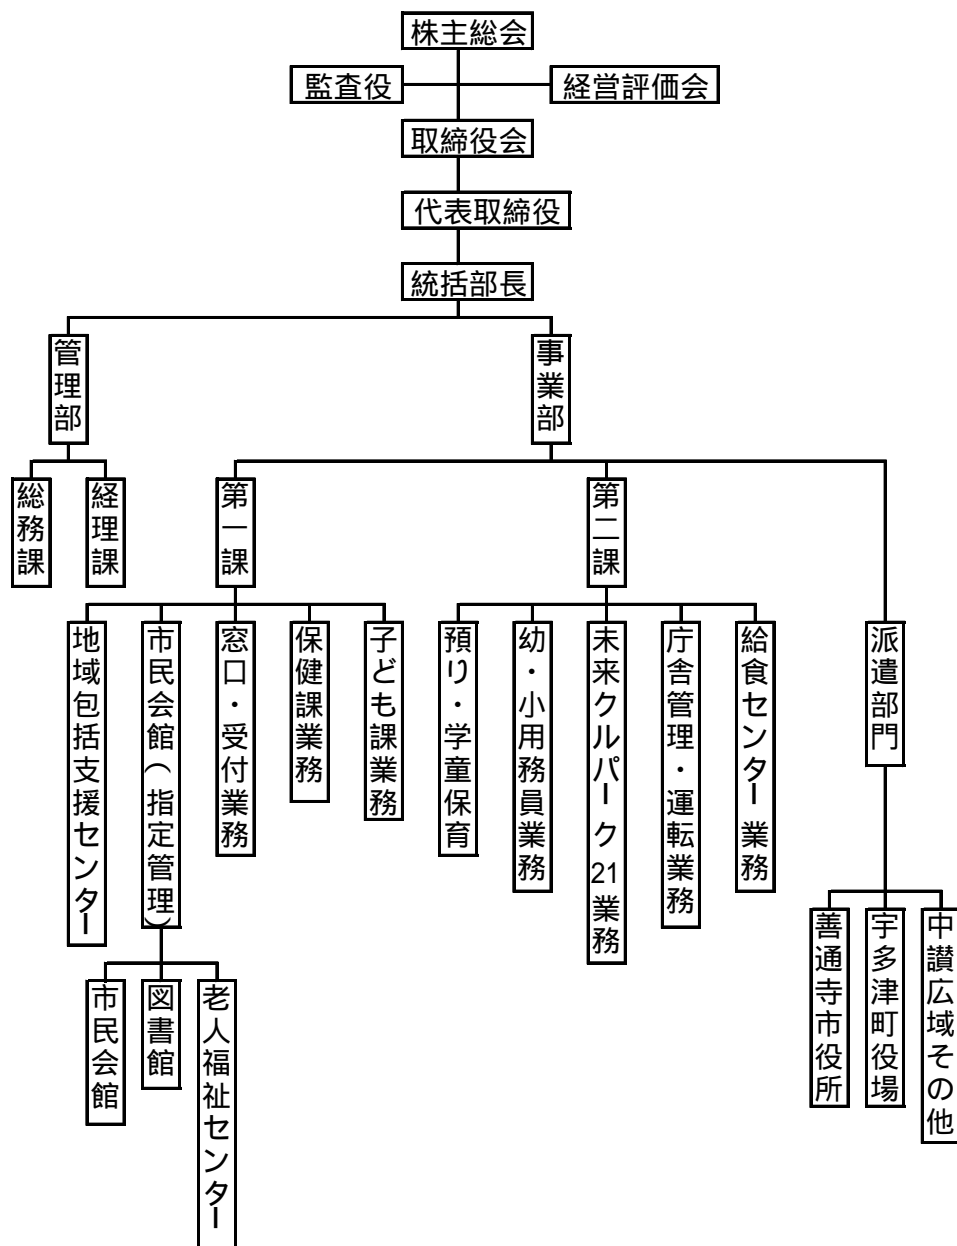 株主総会
監査役
経営評価会
取締役会
代表取締役
統括部長
管理部
事業部
総務課
経理課
第一課
第二課
地域包括支援センター
市民会館（指定管理）
窓口・受付業務
保健課業務
子ども課業務
預り・学童保育
幼・小用務員業務
未来クルパーク21業務
庁舎管理・運転業務
給食センター業務
派遣部門
市民会館
図書館
老人福祉センター
善通寺市役所
宇多津町役場
中讃広域その他